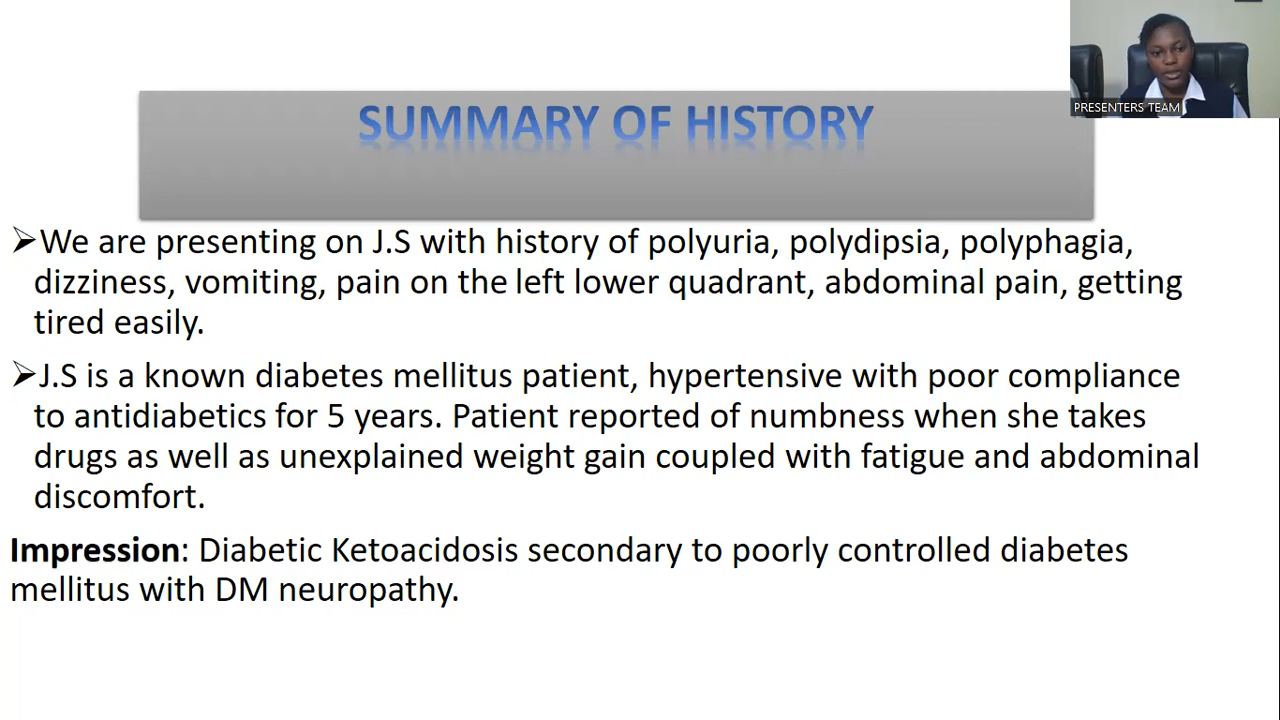 PRESENTERS TEAM
SUMMARY OF HISTORY
➢We are presenting on J.S with history of polyuria, polydipsia, polyphagia,
dizziness, vomiting, pain on the left lower quadrant, abdominal pain, getting
tired easily.
➢J.S is a known diabetes mellitus patient, hypertensive with poor compliance
to antidiabetics for 5 years. Patient reported of numbness when she takes
drugs as well as unexplained weight gain coupled with fatigue and abdominal
discomfort.
Impression: Diabetic Ketoacidosis secondary to poorly controlled diabetes
mellitus with DM neuropathy.